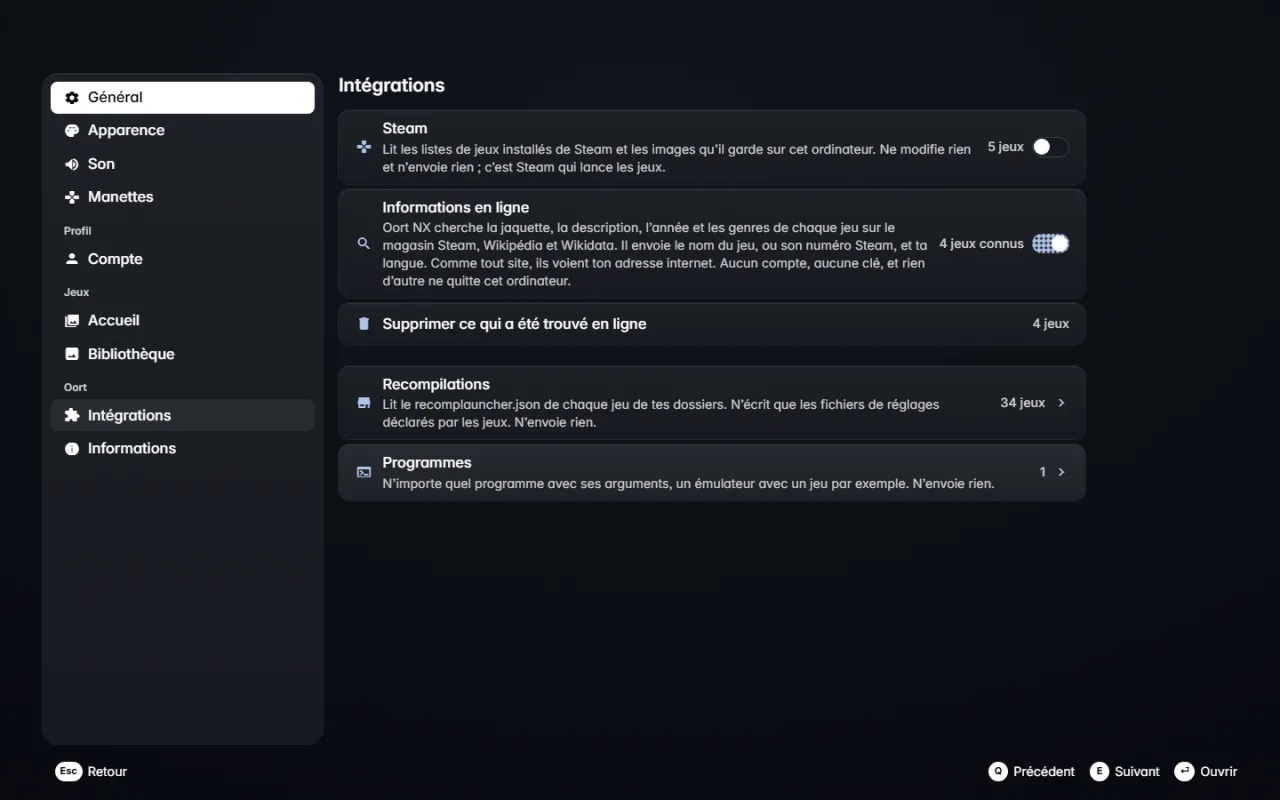 Général
Apparence
Son
Manettes
Profil
Compte
Jeux
Accueil
Bibliothèque
Oort
Intégrations
Informations
Intégrations
Steam
Lit les listes de jeux installés de Steam et les images qu’il garde sur cet ordinateur. Ne modifie rien
et n’envoie rien ; c’est Steam qui lance les jeux.
5 jeux
Informations en ligne
Oort NX cherche la jaquette, la description, l’année et les genres de chaque jeu sur le
magasin Steam, Wikipédia et Wikidata. Il envoie le nom du jeu, ou son numéro Steam, et ta
langue. Comme tout site, ils voient ton adresse internet. Aucun compte, aucune clé, et rien
d’autre ne quitte cet ordinateur.
4 jeux connus
Supprimer ce qui a été trouvé en ligne
4 jeux
Recompilations
Lit le recomplauncher.json de chaque jeu de tes dossiers. N’écrit que les fichiers de réglages
déclarés par les jeux. N’envoie rien.
34 jeux
Programmes
N’importe quel programme avec ses arguments, un émulateur avec un jeu par exemple. N’envoie rien.
1
Esc Retour
Q Précédent
E Suivant
Ouvrir